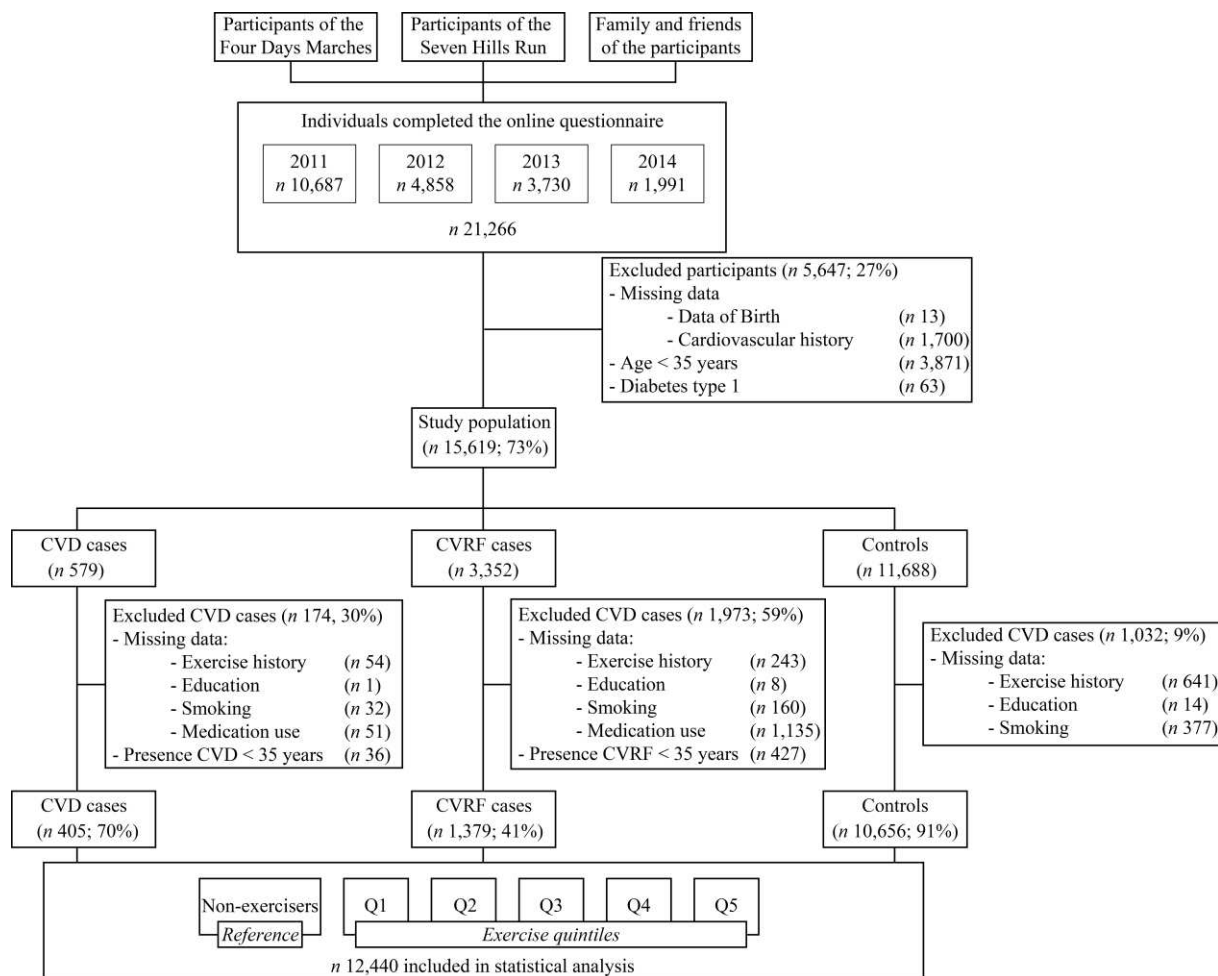 Participants of the
Four Days Marches
Participants of the
Seven Hills Run
Family and friends
of the participants
Individuals completed the online questionnaire
2011
n 10,687
2012
n 4,858
2013
n 3,730
2014
n 1,991
n 21,266
Excluded participants (n 5,647; 27%)
- Missing data
- Data of Birth (n 13)
- Cardiovascular history (n 1,700)
- Age < 35 years (n 3,871)
- Diabetes type 1 (n 63)
Study population
(n 15,619; 73%)
CVD cases
(n 579)
CVRF cases
(n 3,352)
Controls
(n 11,688)
Excluded CVD cases (n 174, 30%)
- Missing data:
- Exercise history (n 54)
- Education (n 1)
- Smoking (n 32)
- Medication use (n 51)
- Presence CVD < 35 years (n 36)
Excluded CVD cases (n 1,973; 59%)
- Missing data:
- Exercise history (n 243)
- Education (n 8)
- Smoking (n 160)
- Medication use (n 1,135)
- Presence CVRF < 35 years (n 427)
Excluded CVD cases (n 1,032; 9%)
- Missing data:
- Exercise history (n 641)
- Education (n 14)
- Smoking (n 377)
CVD cases
(n 405; 70%)
CVRF cases
(n 1,379; 41%)
Controls
(n 10,656; 91%)
Non-exercisers
Reference
Q1
Q2
Q3
Q4
Q5
Exercise quintiles
n 12,440 included in statistical analysis